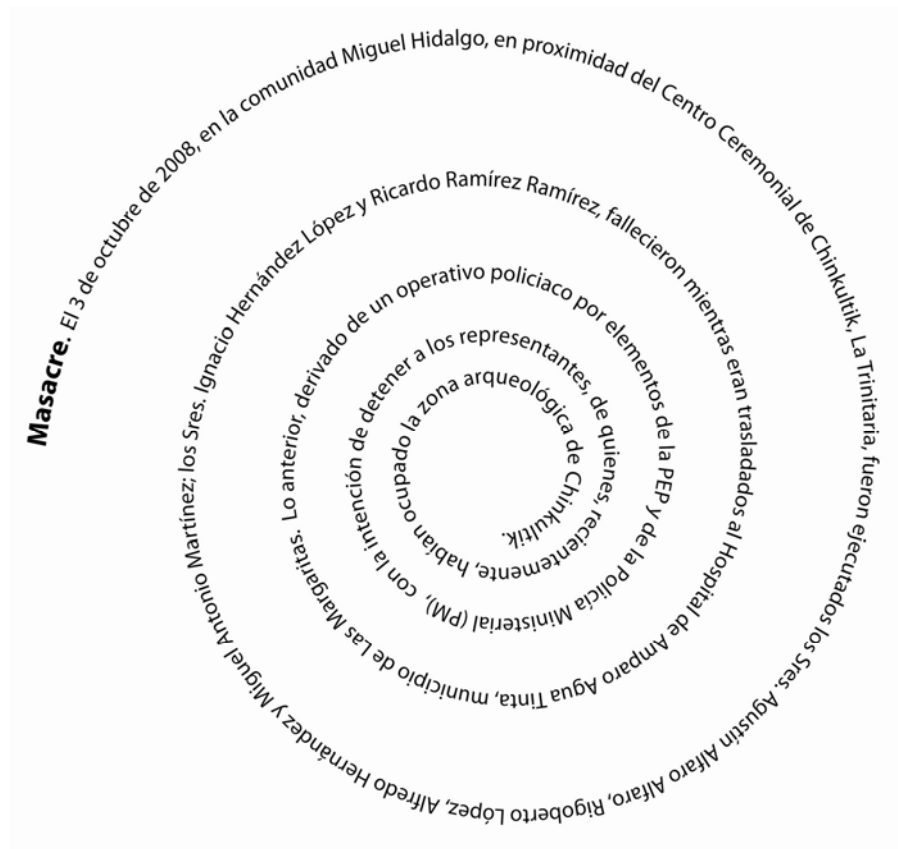 Masacre. El 3 de octubre de 2008, en la comunidad Miguel Hidalgo, en proximidad del Centro Ceremonial de Chinkultik, La Trinitaria, fueron ejecutados los Sres. Agustín Alfaro Alfaro, Rigoberto López, Alfredo Hernández y Miguel Antonio Martínez; los Sres. Ignacio Hernández López y Ricardo Ramírez Ramírez, fallecieron mientras eran trasladados al Hospital de Amparo Agua Tinta, municipio de Las Margaritas. Lo anterior, derivado de un operativo policiaco por elementos de la PEP y de la Policía Ministerial (PM), con la intención de detener a los representantes, de quienes, recientemente, habían ocupado la zona arqueológica de Chinkultik.